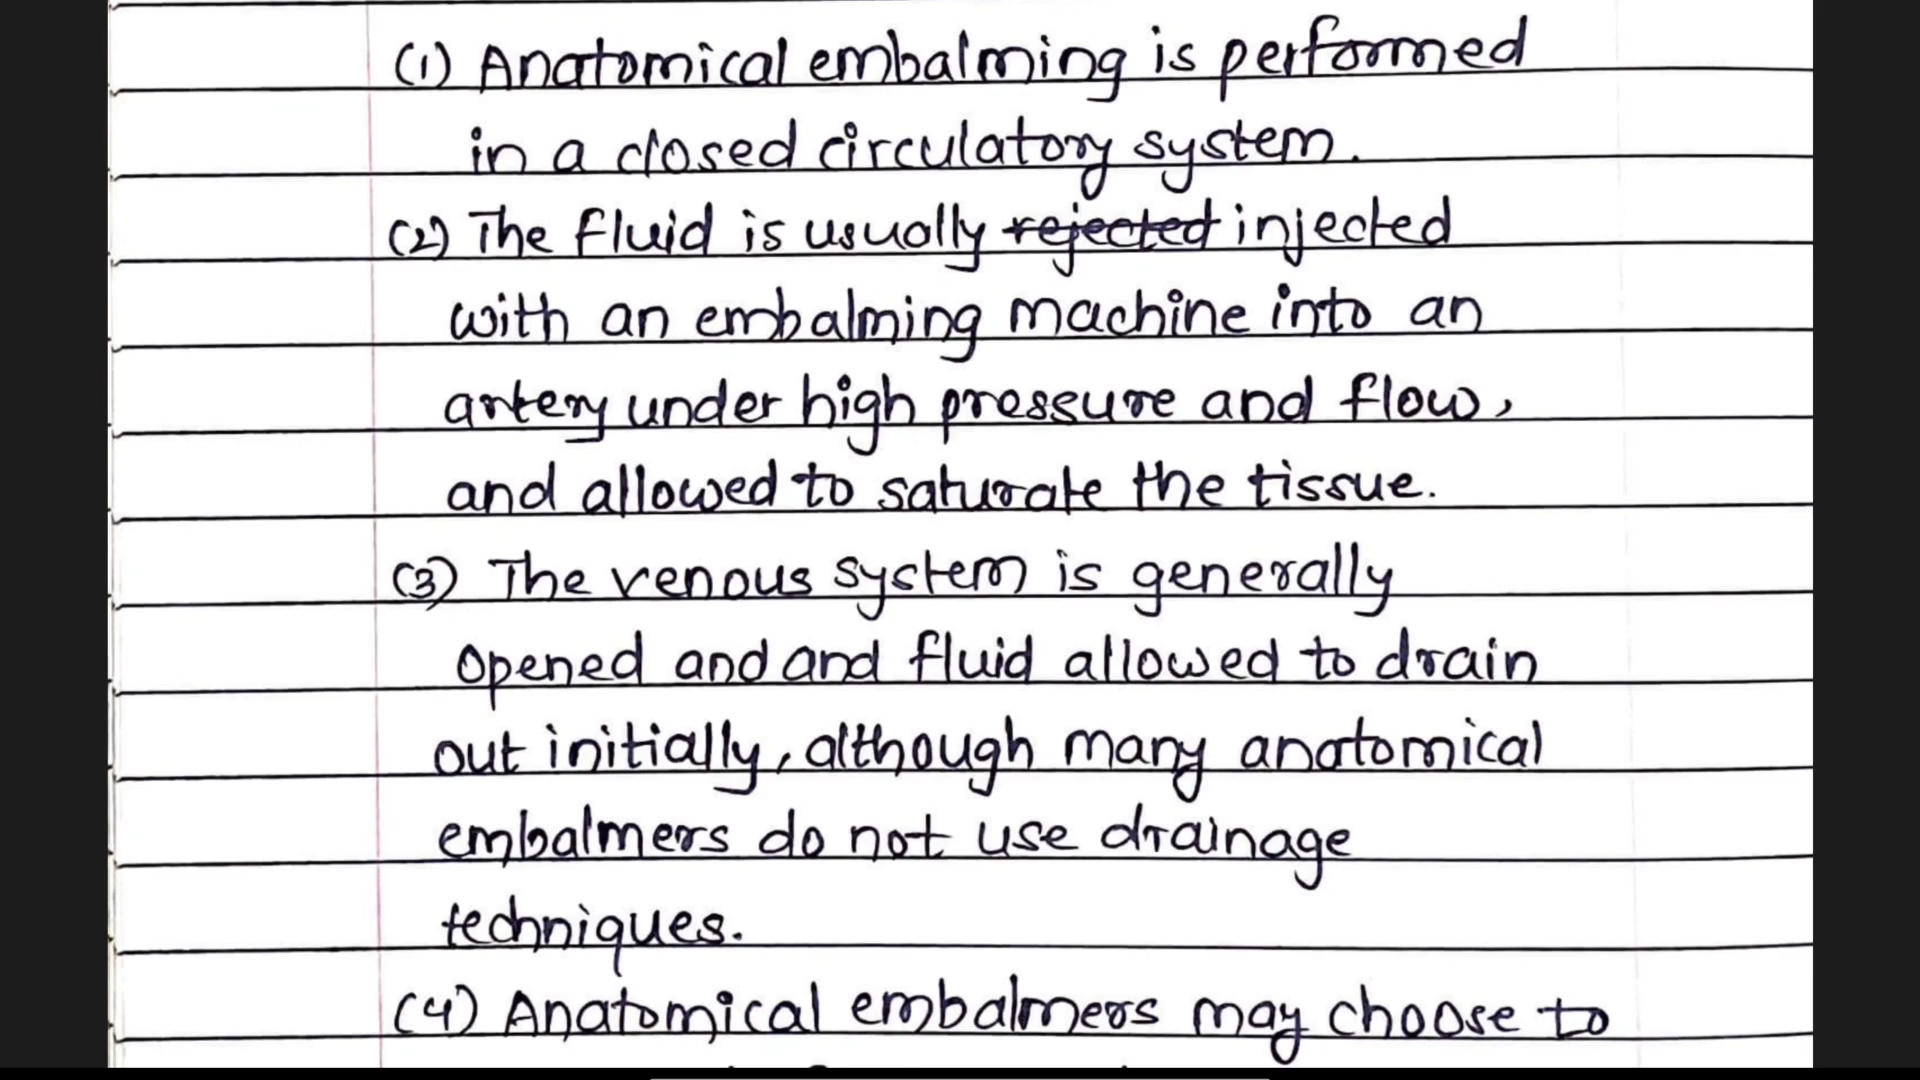 (1) Anatomical embalming is performed
in a closed circulatory system.
(2) The fluid is usually rejected injected
with an embalming machine into an
artery under high pressure and flow,
and allowed to saturate the tissue.
(3) The venous system is generally
opened and and fluid allowed to drain
out initially, although many anatomical
embalmers do not use drainage
techniques.
(4) Anatomical embalmers may choose to